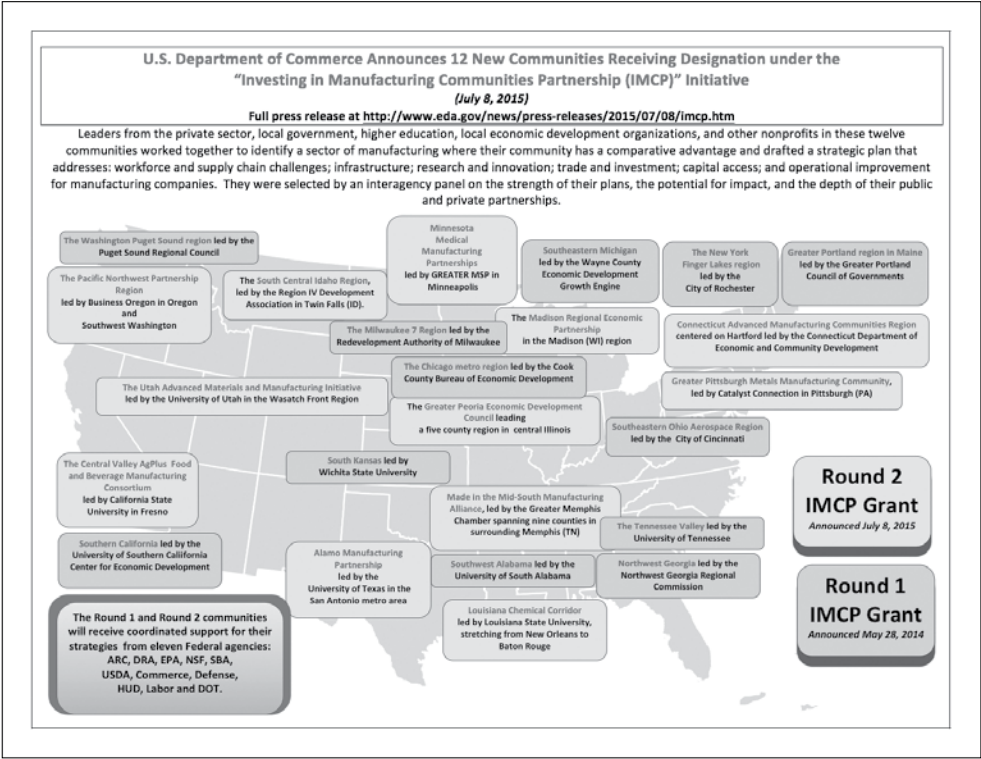 U.S. Department of Commerce Announces 12 New Communities Receiving Designation under the
“Investing in Manufacturing Communities Partnership (IMCP)” Initiative
(July 8, 2015)
Full press release at http://www.eda.gov/news/press-releases/2015/07/08/imcp.htm
Leaders from the private sector, local government, higher education, local economic development organizations, and other nonprofits in these twelve
communities worked together to identify a sector of manufacturing where their community has a comparative advantage and drafted a strategic plan that
addresses: workforce and supply chain challenges; infrastructure; research and innovation; trade and investment; capital access; and operational improvement
for manufacturing companies. They were selected by an interagency panel on the strength of their plans, the potential for impact, and the depth of their public
and private partnerships.
The Washington Puget Sound region led by the
Puget Sound Regional Council
Minnesota
Medical
Manufacturing
Partnerships
led by GREATER MSP in
Minneapolis
Southeastern Michigan
led by the Wayne County
Economic Development
Growth Engine
The New York
Finger Lakes region
led by the
City of Rochester
Greater Portland region in Maine
led by the Greater Portland
Council of Governments
The Pacific Northwest Partnership
Region
led by Business Oregon in Oregon
and
Southwest Washington
The South Central Idaho Region,
led by the Region IV Development
Association in Twin Falls (ID).
The Milwaukee 7 Region led by the
Redevelopment Authority of Milwaukee
The Madison Regional Economic
Partnership
in the Madison (WI) region
Connecticut Advanced Manufacturing Communities Region
centered on Hartford led by the Connecticut Department of
Economic and Community Development
The Chicago metro region led by the Cook
County Bureau of Economic Development
The Utah Advanced Materials and Manufacturing Initiative
led by the University of Utah in the Wasatch Front Region
Greater Pittsburgh Metals Manufacturing Community,
led by Catalyst Connection in Pittsburgh (PA)
The Greater Peoria Economic Development
Council leading
a five county region in central Illinois
Southeastern Ohio Aerospace Region
led by the City of Cincinnati
The Central Valley AgPlus Food
and Beverage Manufacturing
Consortium
led by California State
University in Fresno
South Kansas led by
Wichita State University
Made in the Mid-South Manufacturing
Alliance, led by the Greater Memphis
Chamber spanning nine counties in
surrounding Memphis (TN)
The Tennessee Valley led by the
University of Tennessee
Southern California led by the
University of Southern California
Center for Economic Development
Alamo Manufacturing
Partnership
led by the
University of Texas in the
San Antonio metro area
Southwest Alabama led by the
University of South Alabama
Northwest Georgia led by the
Northwest Georgia Regional
Commission
Louisiana Chemical Corridor
led by Louisiana State University,
stretching from New Orleans to
Baton Rouge
Round 2
IMCP Grant
Announced July 8, 2015
Round 1
IMCP Grant
Announced May 28, 2014
The Round 1 and Round 2 communities
will receive coordinated support for their
strategies from eleven Federal agencies:
ARC, DRA, EPA, NSF, SBA,
USDA, Commerce, Defense,
HUD, Labor and DOT.